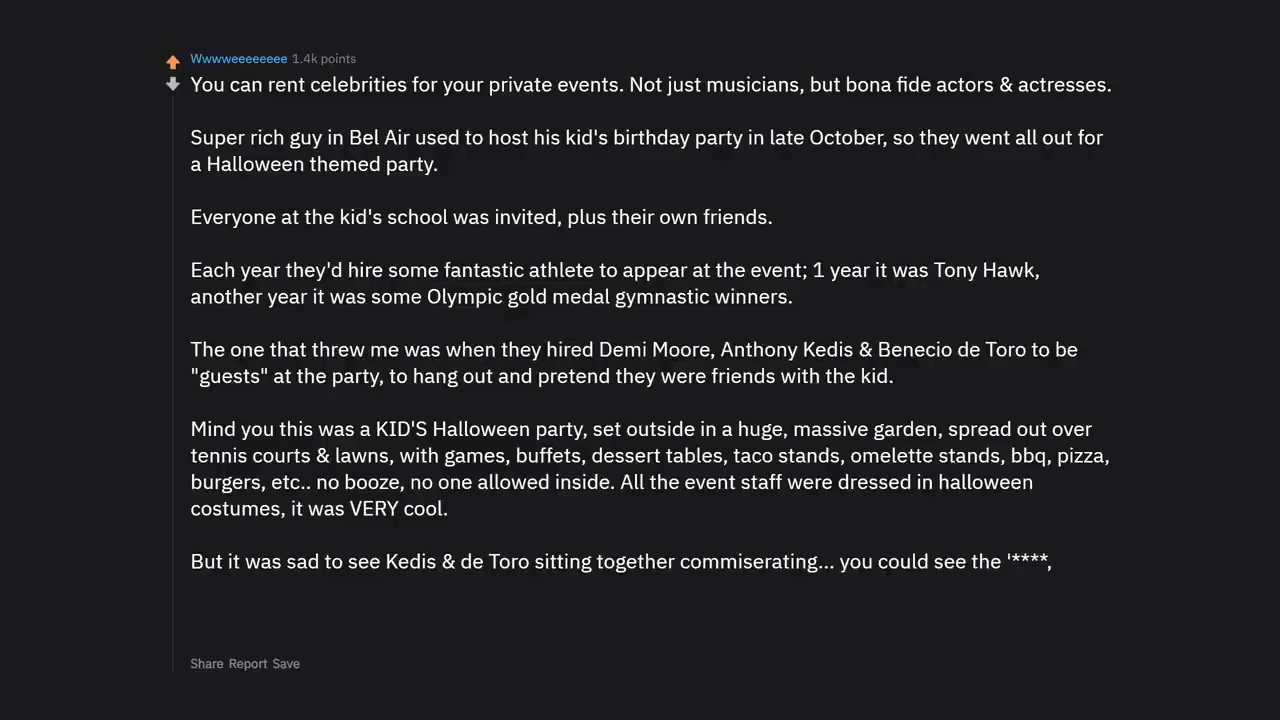 Wwwweeeeeeee 1.4k points
You can rent celebrities for your private events. Not just musicians, but bona fide actors & actresses.
Super rich guy in Bel Air used to host his kid's birthday party in late October, so they went all out for
a Halloween themed party.
Everyone at the kid's school was invited, plus their own friends.
Each year they'd hire some fantastic athlete to appear at the event; 1 year it was Tony Hawk,
another year it was some Olympic gold medal gymnastic winners.
The one that threw me was when they hired Demi Moore, Anthony Kedis & Benecio de Toro to be
"guests" at the party, to hang out and pretend they were friends with the kid.
Mind you this was a KID'S Halloween party, set outside in a huge, massive garden, spread out over
tennis courts & lawns, with games, buffets, dessert tables, taco stands, omelette stands, bbq, pizza,
burgers, etc.. no booze, no one allowed inside. All the event staff were dressed in halloween
costumes, it was VERY cool.
But it was sad to see Kedis & de Toro sitting together commiserating... you could see the '****,
Share Report Save